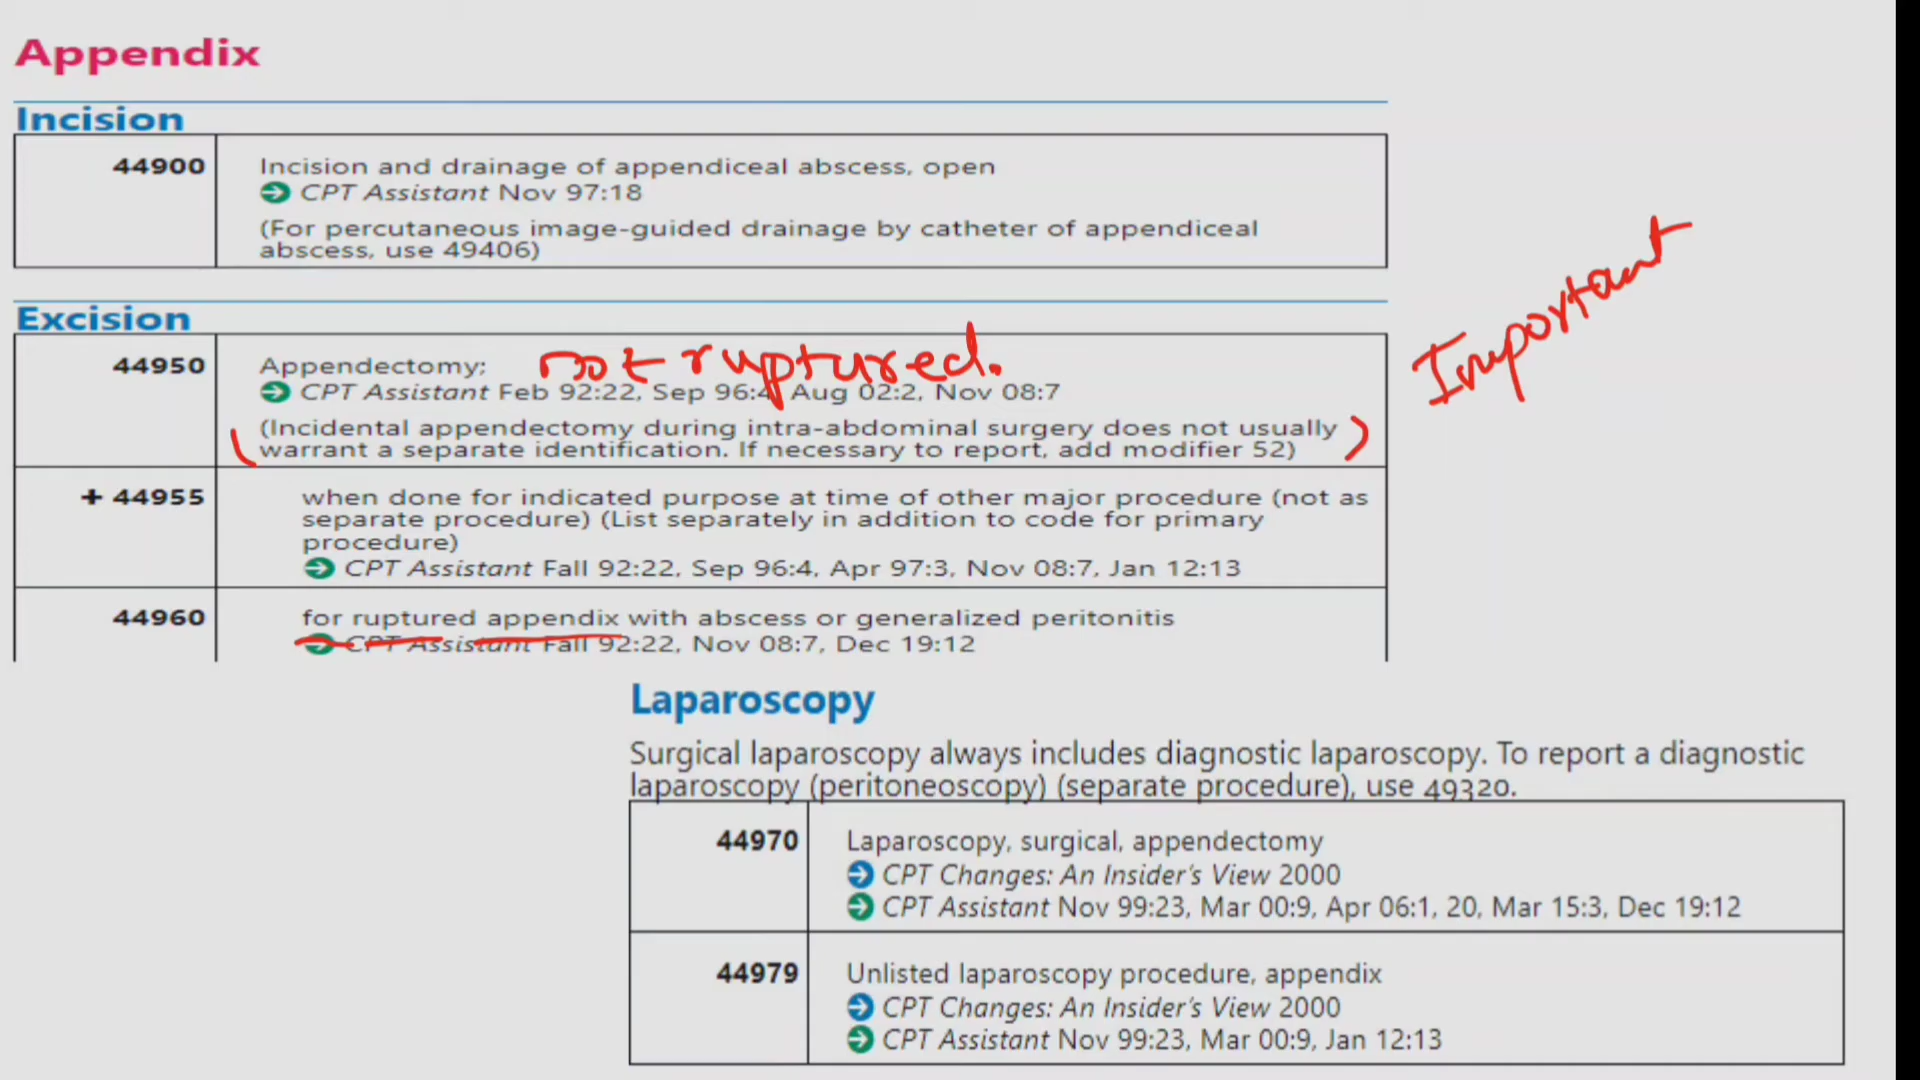 Appendix
Incision
44900 Incision and drainage of appendiceal abscess, open
CPT Assistant Nov 97:18
(For percutaneous image-guided drainage by catheter of appendiceal
abscess, use 49406)
Important
Excision
44950 Appendectomy; not ruptured.
CPT Assistant Feb 92:22, Sep 96:4, Aug 02:2, Nov 08:7
(Incidental appendectomy during intra-abdominal surgery does not usually
warrant a separate identification. If necessary to report, add modifier 52)
+ 44955 when done for indicated purpose at time of other major procedure (not as
separate procedure) (List separately in addition to code for primary
procedure)
CPT Assistant Fall 92:22, Sep 96:4, Apr 97:3, Nov 08:7, Jan 12:13
44960 for ruptured appendix with abscess or generalized peritonitis
CPT Assistant Fall 92:22, Nov 08:7, Dec 19:12
Laparoscopy
Surgical laparoscopy always includes diagnostic laparoscopy. To report a diagnostic
laparoscopy (peritoneoscopy) (separate procedure), use 49320.
44970 Laparoscopy, surgical, appendectomy
CPT Changes: An Insider's View 2000
CPT Assistant Nov 99:23, Mar 00:9, Apr 06:1, 20, Mar 15:3, Dec 19:12
44979 Unlisted laparoscopy procedure, appendix
CPT Changes: An Insider's View 2000
CPT Assistant Nov 99:23, Mar 00:9, Jan 12:13